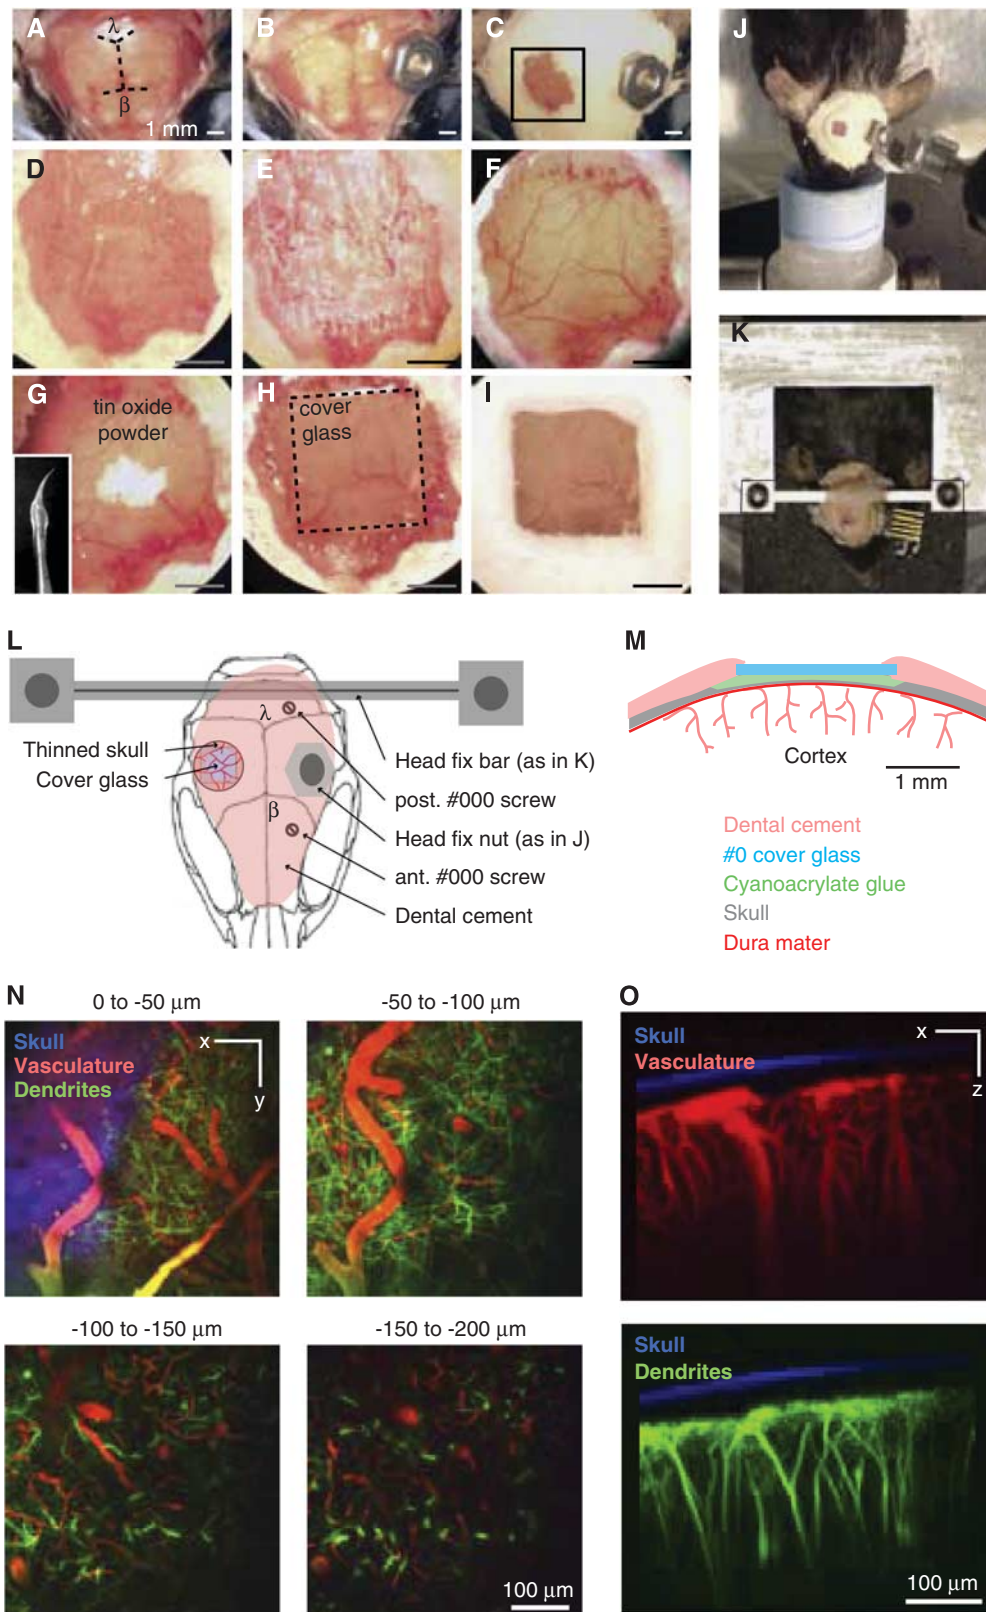 A
λ
β
1 mm
B
C
J
D
E
F
K
G
tin oxide
powder
H
cover
glass
I
L
λ
β
Thinned skull
Cover glass
Head fix bar (as in K)
post. #000 screw
Head fix nut (as in J)
ant. #000 screw
Dental cement
M
Cortex
1 mm
Dental cement
#0 cover glass
Cyanoacrylate glue
Skull
Dura mater
N
0 to -50 μm
Skull
Vasculature
Dendrites
x
y
-50 to -100 μm
-100 to -150 μm
-150 to -200 μm
100 μm
O
Skull
Vasculature
x
z
Skull
Dendrites
100 μm